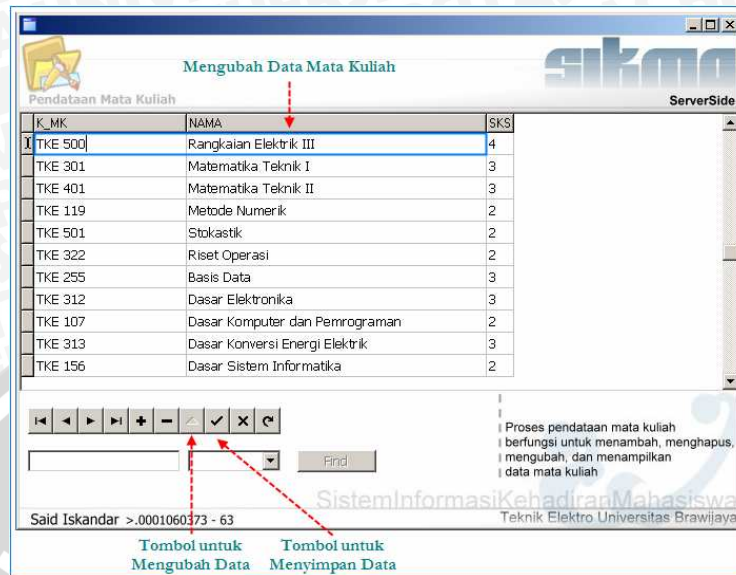 Mengubah Data Mata Kuliah
sikma
Pendataan Mata Kuliah
ServerSide
K_MK NAMA SKS
TKE 500 Rangkaian Elektrik III 4
TKE 301 Matematika Teknik I 3
TKE 401 Matematika Teknik II 3
TKE 119 Metode Numerik 2
TKE 501 Stokastik 2
TKE 322 Riset Operasi 2
TKE 255 Basis Data 3
TKE 312 Dasar Elektronika 3
TKE 107 Dasar Komputer dan Pemrograman 2
TKE 313 Dasar Konversi Energi Elektrik 3
TKE 156 Dasar Sistem Informatika 2
Proses pendataan mata kuliah
berfungsi untuk menambah, menghapus,
mengubah, dan menampilkan
data mata kuliah
Find
SistemInformasiKehadiranMahasiswa
Said Iskandar >.0001060373 - 63
Teknik Elektro Universitas Brawijaya
Tombol untuk
Mengubah Data
Tombol untuk
Menyimpan Data